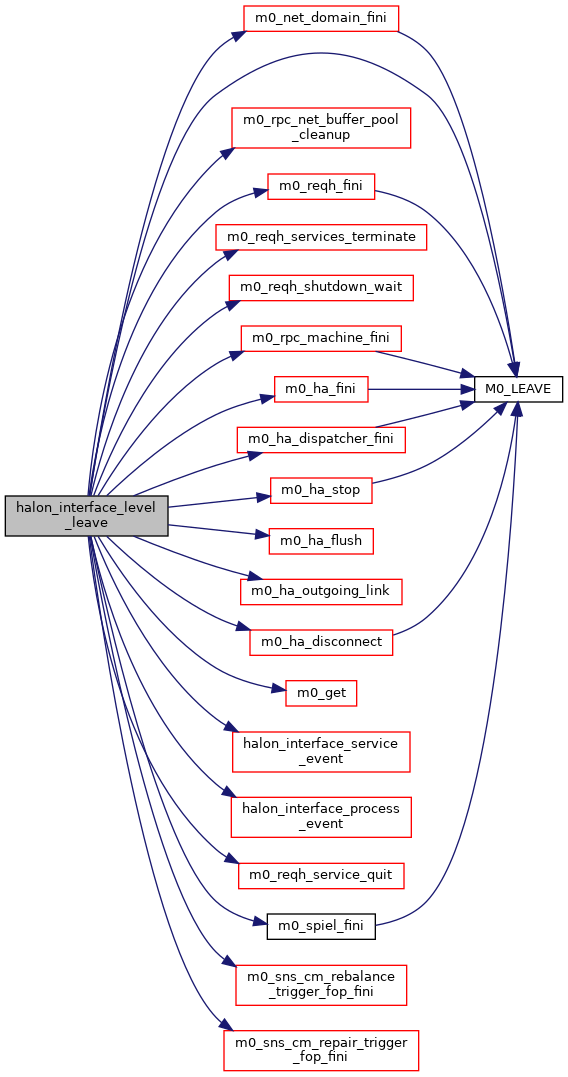 m0_net_domain_fini
m0_rpc_net_buffer_pool
_cleanup
m0_reqh_fini
m0_reqh_services_terminate
m0_reqh_shutdown_wait
m0_rpc_machine_fini
m0_ha_fini
M0_LEAVE
m0_ha_dispatcher_fini
m0_ha_stop
halon_interface_level
_leave
m0_ha_flush
m0_ha_outgoing_link
m0_ha_disconnect
m0_get
halon_interface_service
_event
halon_interface_process
_event
m0_reqh_service_quit
m0_spiel_fini
m0_sns_cm_rebalance
_trigger_fop_fini
m0_sns_cm_repair_trigger
_fop_fini